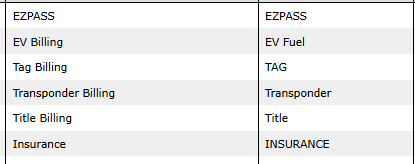 EZPASS EZPASS
EV Billing EV Fuel
Tag Billing TAG
Transponder Billing Transponder
Title Billing Title
Insurance INSURANCE